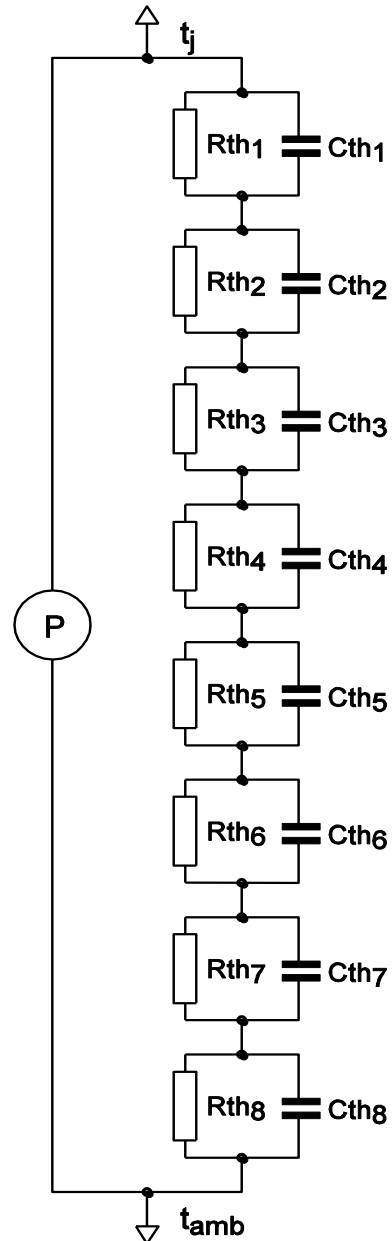 tj
Rth1 Cth1
Rth2 Cth2
Rth3 Cth3
Rth4 Cth4
P
Rth5 Cth5
Rth6 Cth6
Rth7 Cth7
Rth8 Cth8
tamb